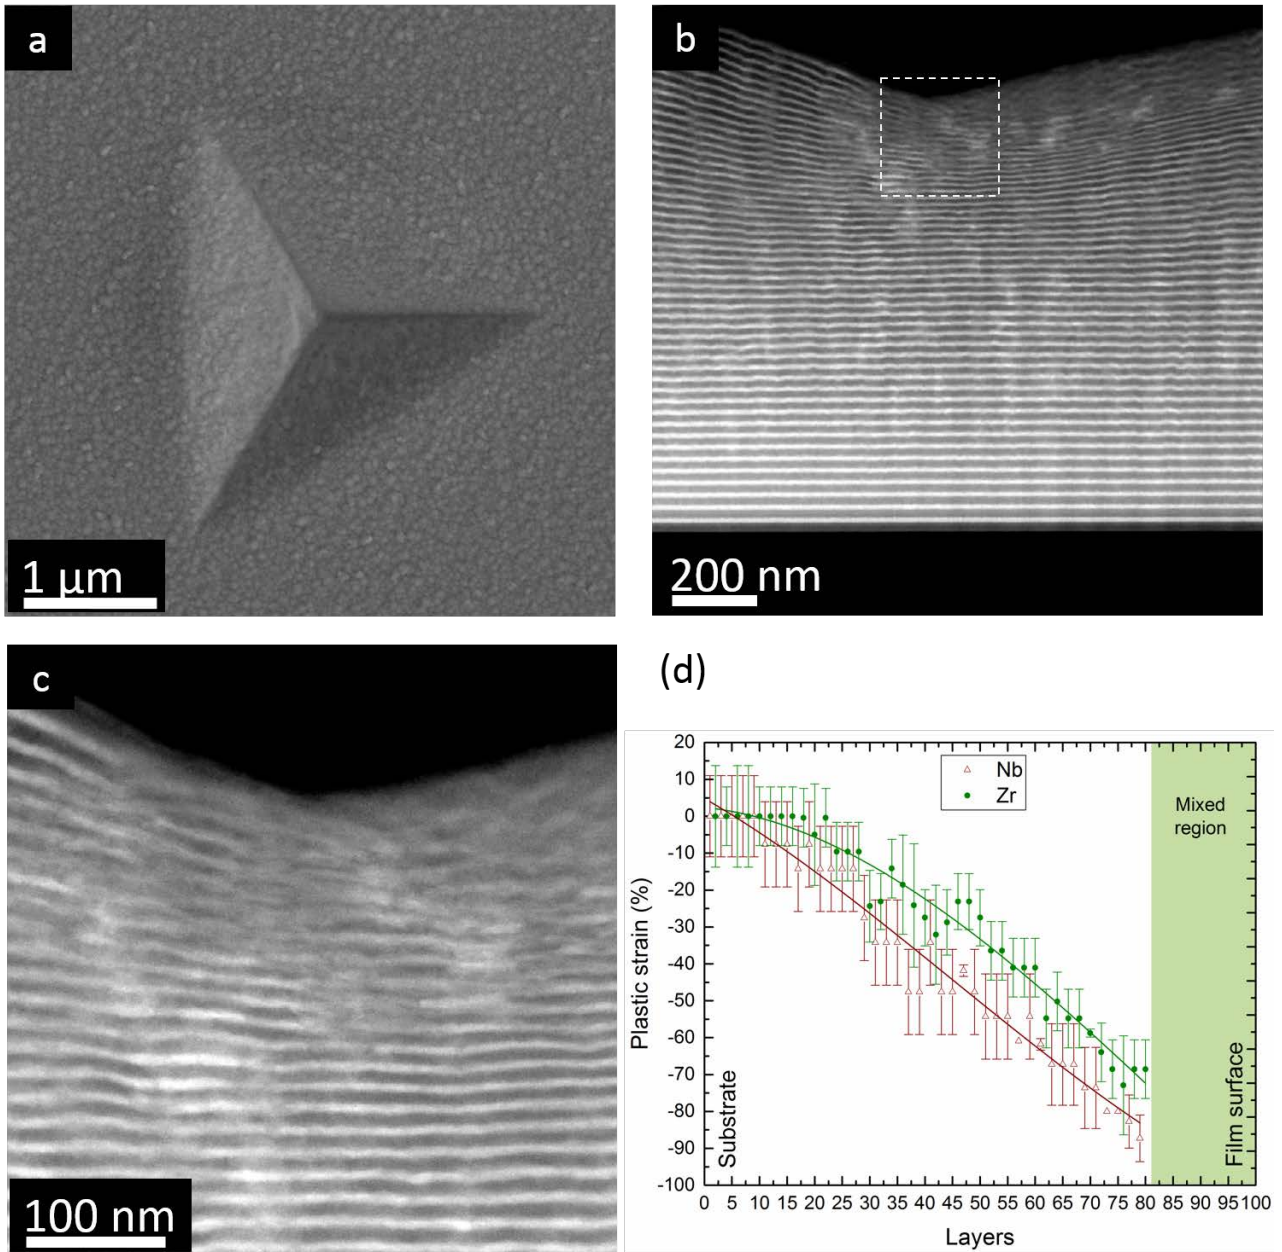 a
1 µm
b
200 nm
c
100 nm
(d)
20
10
0
-10
-20
-30
-40
-50
-60
-70
-80
-90
-100
Plastic strain (%)
Nb
Zr
Mixed
region
Substrate
Film surface
0 5 10 15 20 25 30 35 40 45 50 55 60 65 70 75 80 85 90 95 100
Layers